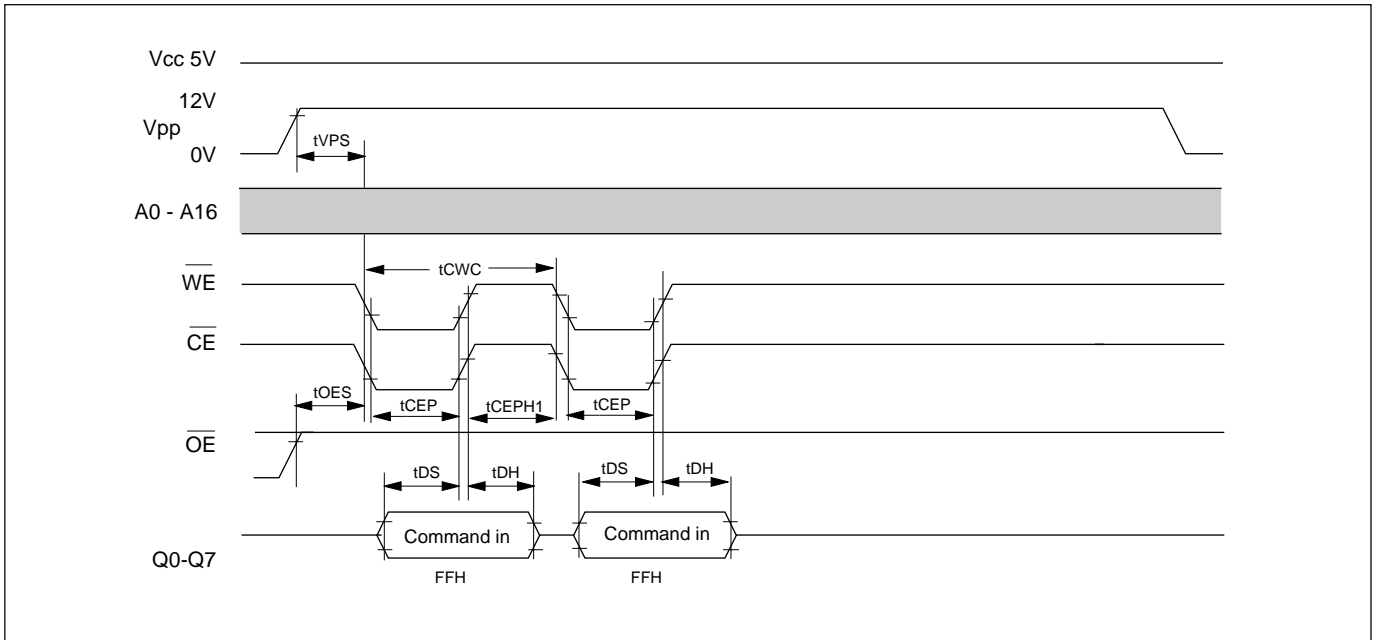 Vcc 5V
12V
Vpp
0V
tVPS
A0 - A16
tCWC
WE
CE
tOES
tCEP
tCEPH1
tCEP
OE
tDS
tDH
tDS
tDH
Command in
Command in
Q0-Q7
FFH
FFH